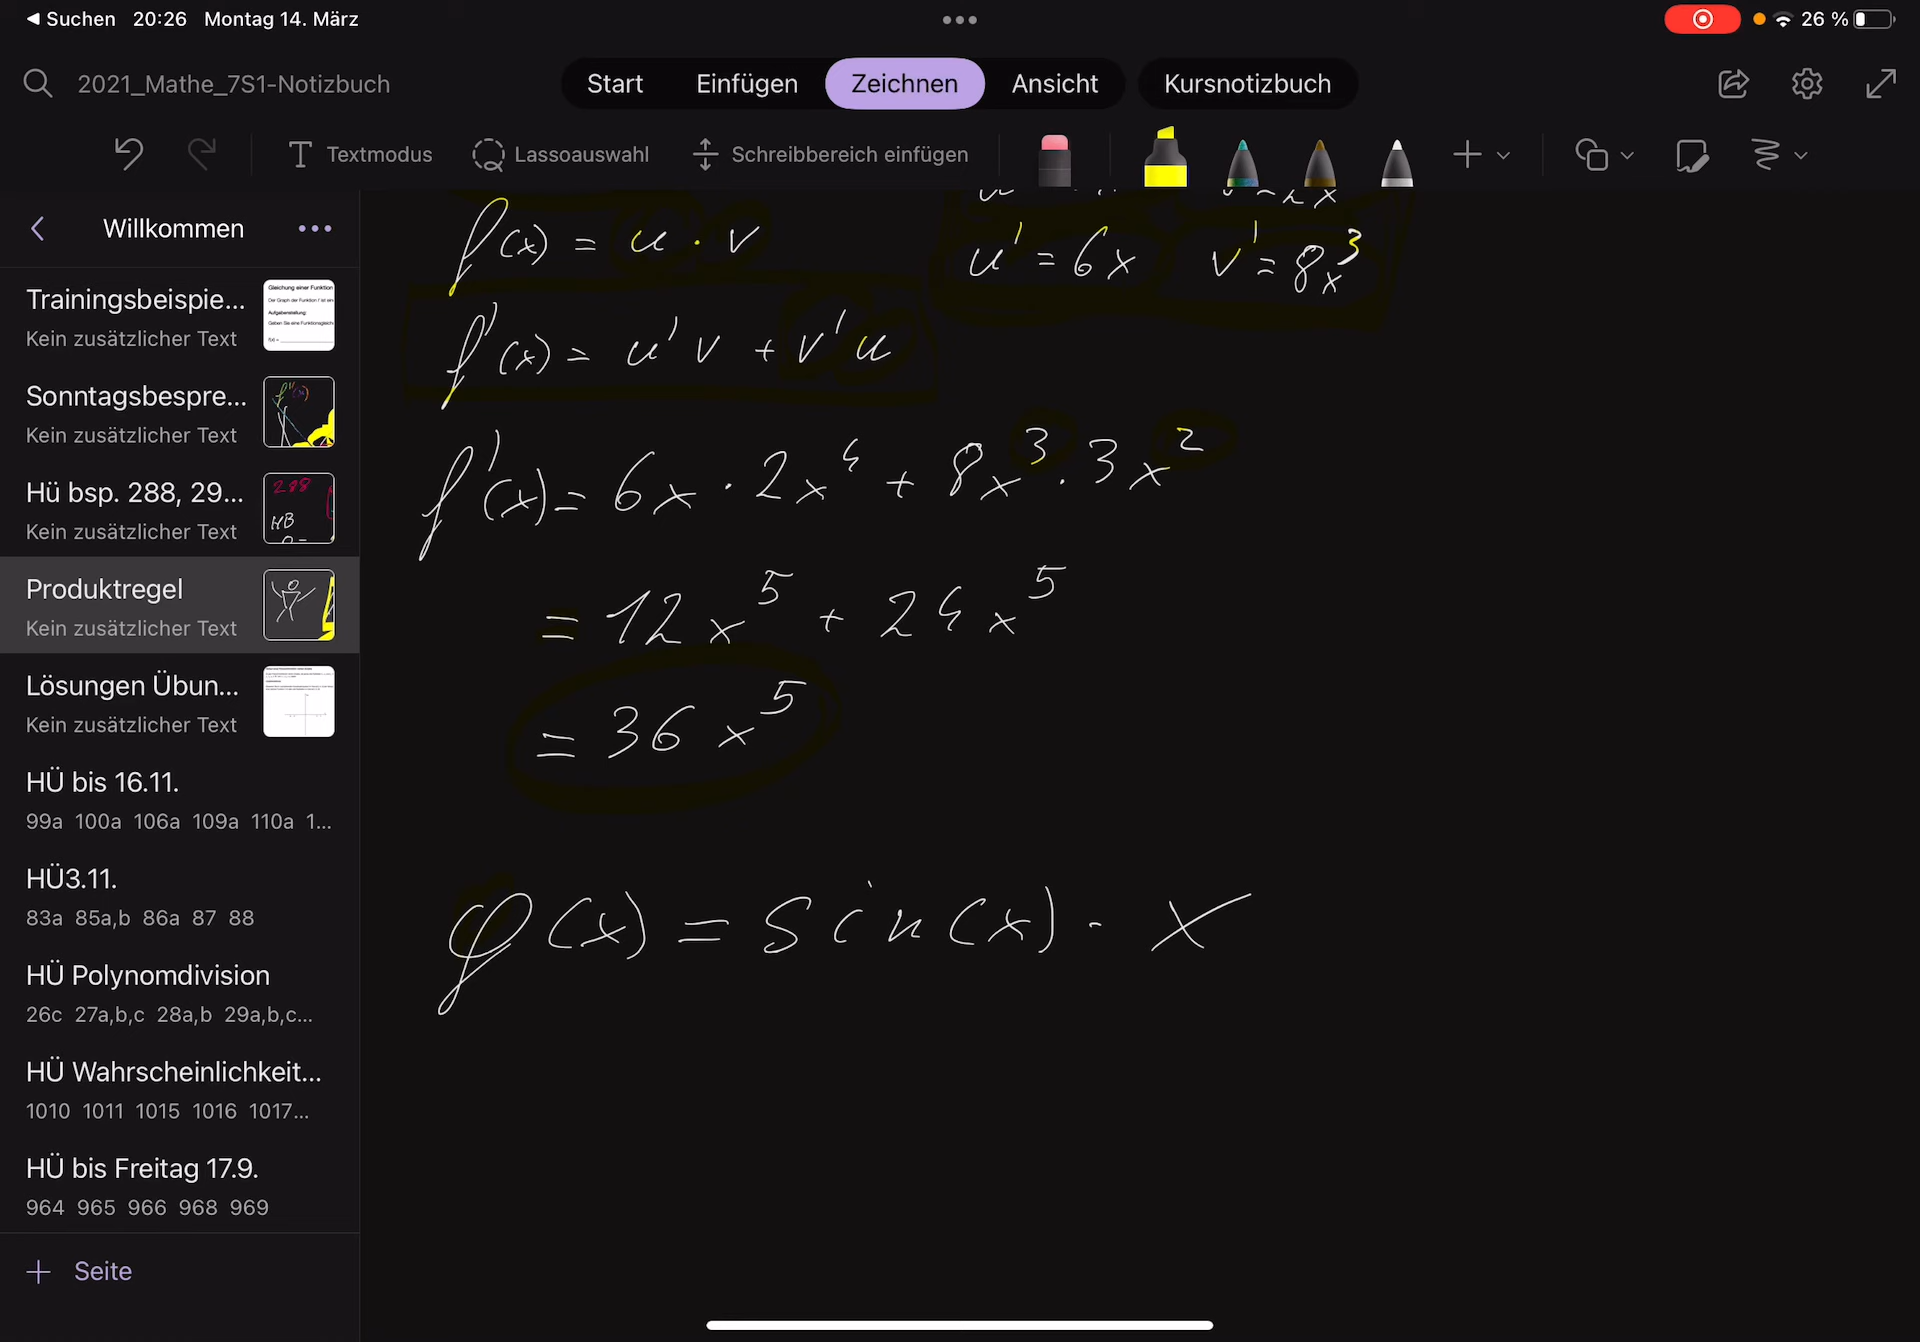 Suchen 20:26 Montag 14. März
26 %
2021_Mathe_7S1-Notizbuch
Start Einfügen Zeichnen Ansicht Kursnotizbuch
Textmodus Lassoauswahl Schreibbereich einfügen
Willkommen
Trainingsbeispie...
Kein zusätzlicher Text
Sonntagsbespre...
Kein zusätzlicher Text
Hü bsp. 288, 29...
Kein zusätzlicher Text
Produktregel
Kein zusätzlicher Text
Lösungen Übun...
Kein zusätzlicher Text
HÜ bis 16.11.
99a 100a 106a 109a 110a 1...
HÜ3.11.
83a 85a,b 86a 87 88
HÜ Polynomdivision
26c 27a,b,c 28a,b 29a,b,c...
HÜ Wahrscheinlichkeit...
1010 1011 1015 1016 1017...
HÜ bis Freitag 17.9.
964 965 966 968 969
Seite
f(x) = u · v
u' = 6x v' = 8x³
f'(x) = u'v + v'u
f'(x) = 6x · 2x⁴ + 8x³ · 3x²
= 12x⁵ + 24x⁵
= 36x⁵
φ(x) = sin(x) · x